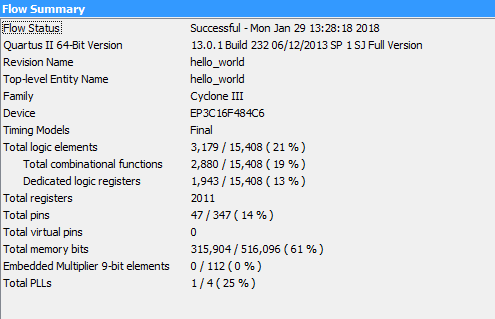 Flow Summary
Flow Status Successful - Mon Jan 29 13:28:18 2018
Quartus II 64-Bit Version 13.0.1 Build 232 06/12/2013 SP 1 SJ Full Version
Revision Name hello_world
Top-level Entity Name hello_world
Family Cyclone III
Device EP3C16F484C6
Timing Models Final
Total logic elements 3,179 / 15,408 ( 21 % )
Total combinational functions 2,880 / 15,408 ( 19 % )
Dedicated logic registers 1,943 / 15,408 ( 13 % )
Total registers 2011
Total pins 47 / 347 ( 14 % )
Total virtual pins 0
Total memory bits 315,904 / 516,096 ( 61 % )
Embedded Multiplier 9-bit elements 0 / 112 ( 0 % )
Total PLLs 1 / 4 ( 25 % )